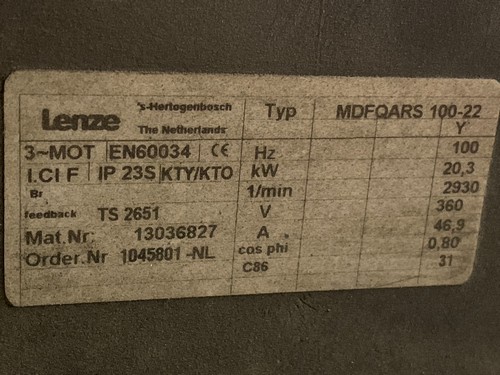 Lenze 's-Hertogenbosch The Netherlands Typ MDFQARS 100-22
Y
3~MOT EN60034 CE Hz 100
I.Cl F IP 23S KTY/KTO kW 20,3
Br 1/min 2930
feedback TS 2651 V 360
Mat.Nr: 13036827 A 46,9
Order.Nr 1045801 -NL cos phi 0,80
C86 31